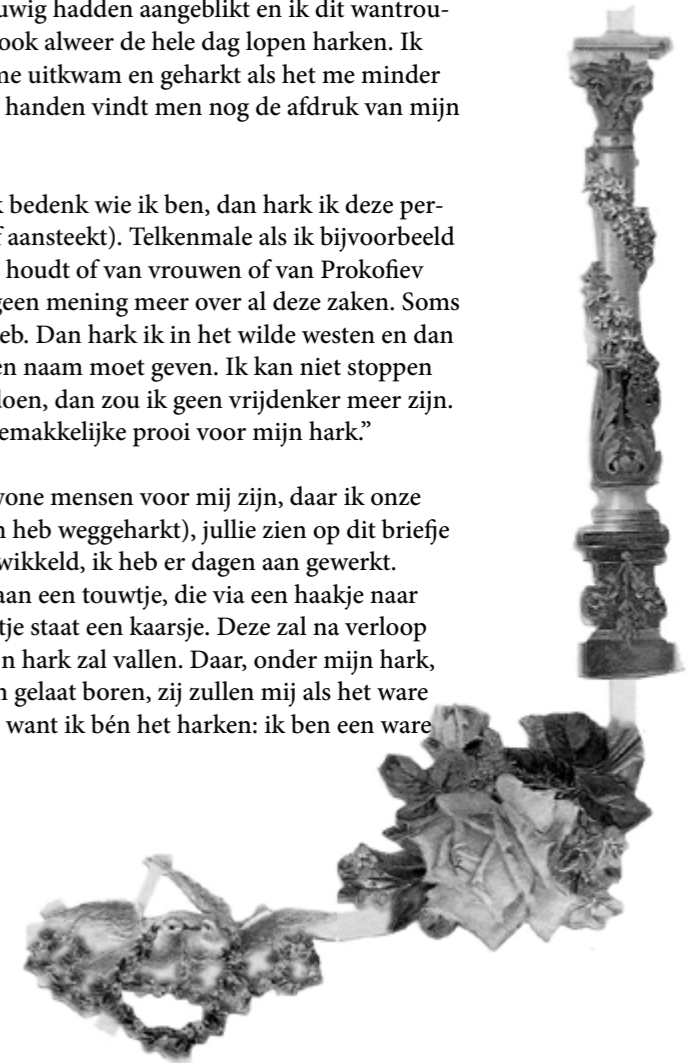 uwig hadden aangeblikt en ik dit wantrou-
ook alweer de hele dag lopen harken. Ik
me uitkwam en geharkt als het me minder
handen vindt men nog de afdruk van mijn
bedenk wie ik ben, dan hark ik deze per-
aansteekt). Telkenmale als ik bijvoorbeeld
houdt of van vrouwen of van Prokofiev
geen mening meer over al deze zaken. Soms
eb. Dan hark ik in het wilde westen en dan
en naam moet geven. Ik kan niet stoppen
doen, dan zou ik geen vrijdenker meer zijn.
emakkelijke prooi voor mijn hark.”
wone mensen voor mij zijn, daar ik onze
n heb weggeharkt), jullie zien op dit briefje
wikkeld, ik heb er dagen aan gewerkt.
aan een touwtje, die via een haakje naar
tje staat een kaarsje. Deze zal na verloop
n hark zal vallen. Daar, onder mijn hark,
n gelaat boren, zij zullen mij als het ware
want ik bén het harken: ik ben een ware